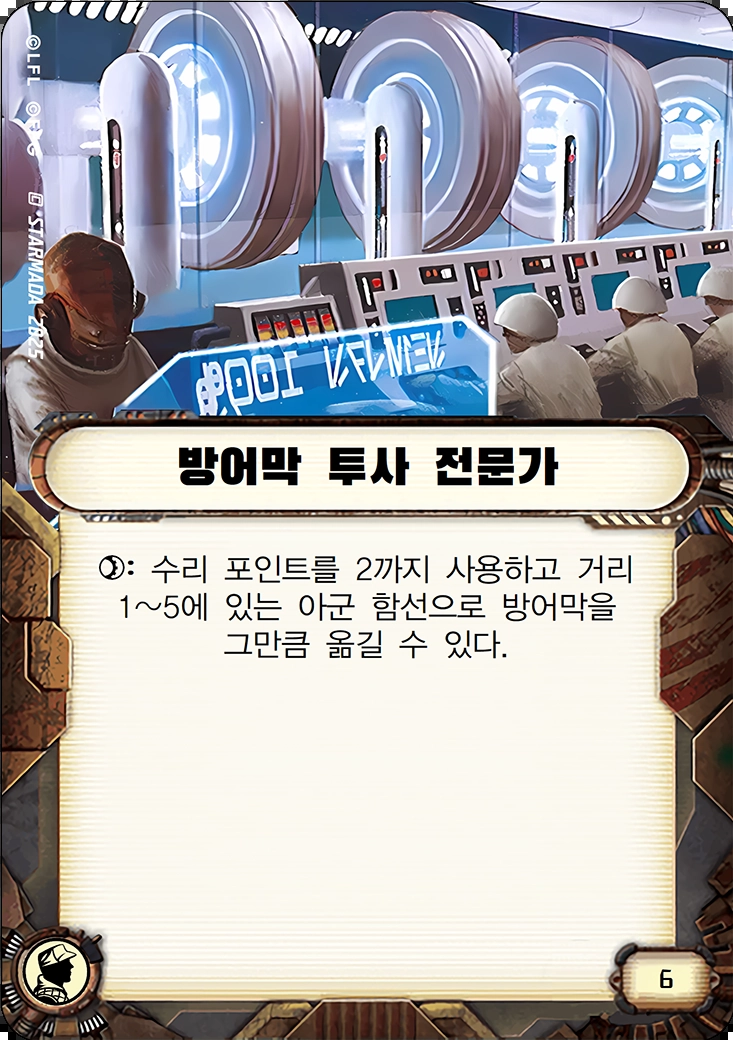 ©LFL ©FFG
© STARMADA 2025.
방어막 투사 전문가
: 수리 포인트를 2까지 사용하고 거리
1~5에 있는 아군 함선으로 방어막을
그만큼 옮길 수 있다.
6